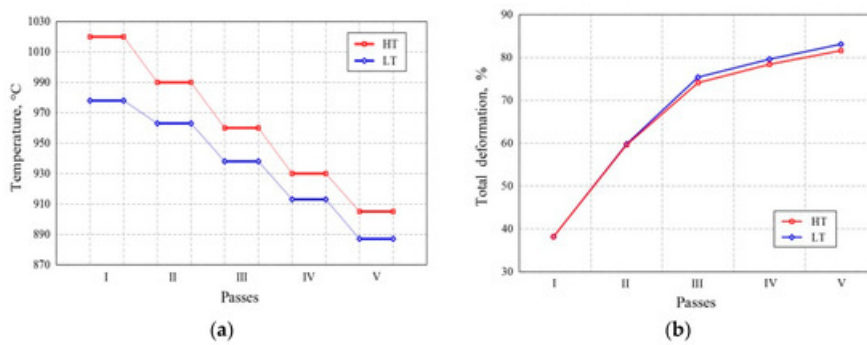 1030
1010
990
970
950
930
910
890
870
Temperature, °C
HT
LT
I II III IV V
Passes
(a)
90
80
70
60
50
40
30
Total deformation, %
HT
LT
I II III IV V
Passes
(b)